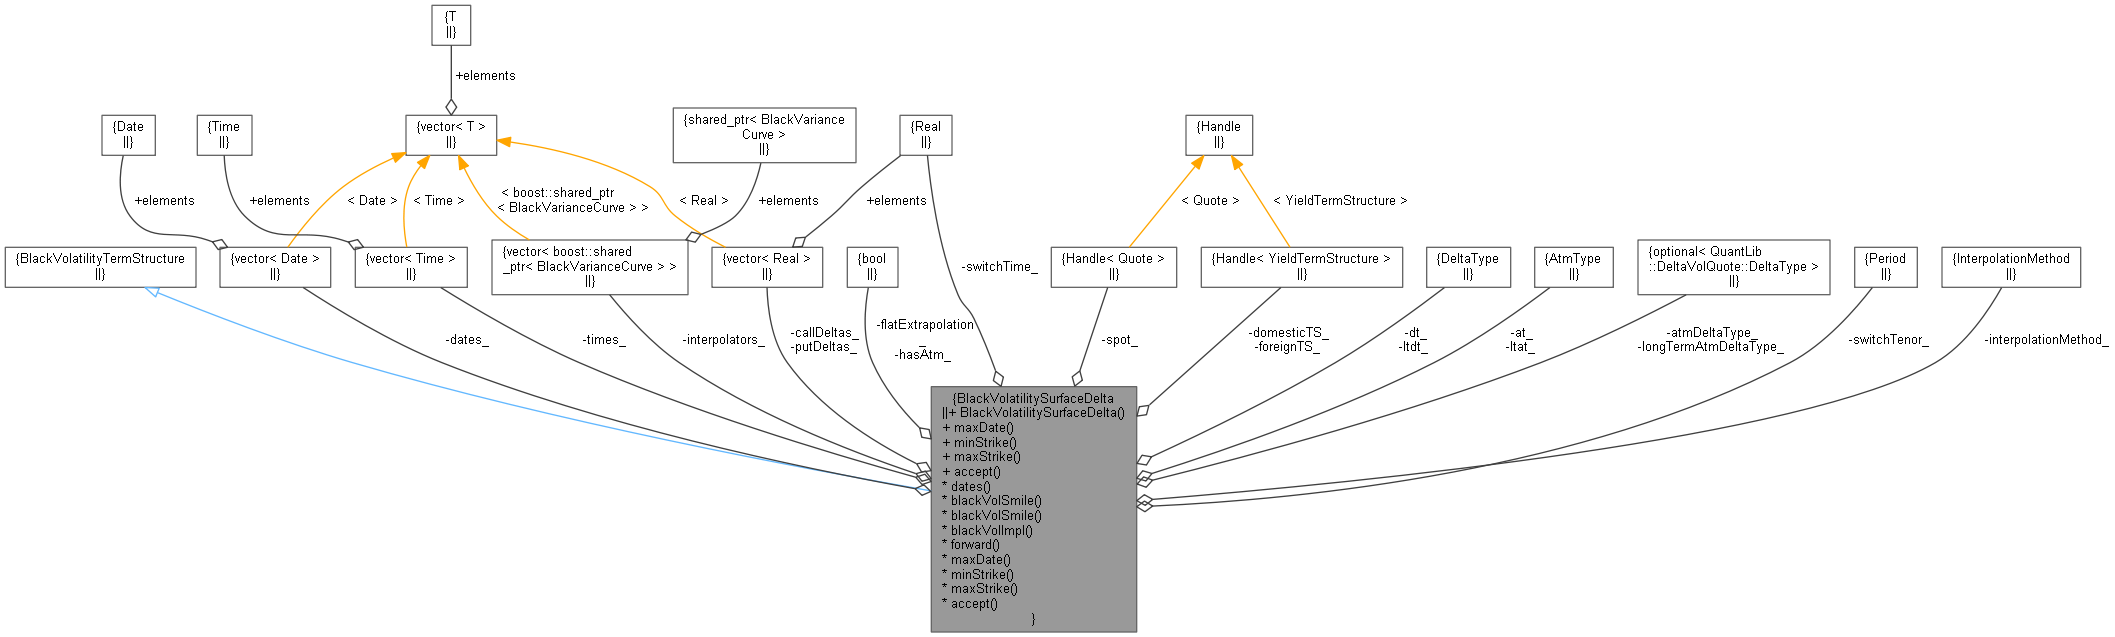 {T
||}
+elements
{Date
||}
{Time
||}
{vector< T >
||}
{shared_ptr< BlackVariance
Curve >
||}
{Real
||}
{Handle
||}
+elements
+elements
< Date >
< Time >
< boost::shared_ptr
< BlackVarianceCurve > >
< Real >
+elements
+elements
< Quote >
< YieldTermStructure >
{BlackVolatilityTermStructure
||}
{vector< Date >
||}
{vector< Time >
||}
{vector< boost::shared
_ptr< BlackVarianceCurve > >
||}
{vector< Real >
||}
{bool
||}
-switchTime_
{Handle< Quote >
||}
{Handle< YieldTermStructure >
||}
{DeltaType
||}
{AtmType
||}
{optional< QuantLib
::DeltaVolQuote::DeltaType >
||}
{Period
||}
{InterpolationMethod
||}
-dates_
-times_
-interpolators_
-callDeltas_
-putDeltas_
-flatExtrapolation
_
-hasAtm_
-spot_
-domesticTS_
-foreignTS_
-dt_
-ltdt_
-at_
-ltat_
-atmDeltaType_
-longTermAtmDeltaType_
-switchTenor_
-interpolationMethod_
{BlackVolatilitySurfaceDelta
||+ BlackVolatilitySurfaceDelta()
+ maxDate()
+ minStrike()
+ maxStrike()
+ accept()
* dates()
* blackVolSmile()
* blackVolSmile()
* blackVolImpl()
* forward()
* maxDate()
* minStrike()
* maxStrike()
* accept()
}